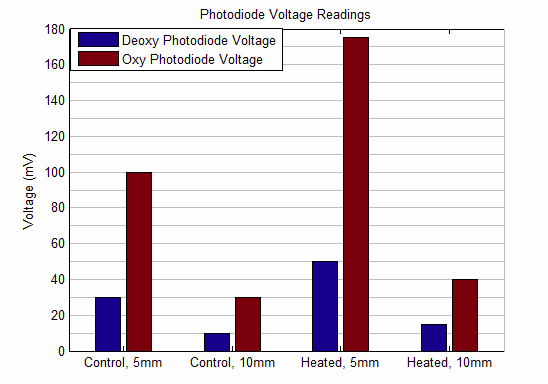 Photodiode Voltage Readings
Deoxy Photodiode Voltage
Oxy Photodiode Voltage
Voltage (mV)
180
160
140
120
100
80
60
40
20
0
Control, 5mm
Control, 10mm
Heated, 5mm
Heated, 10mm